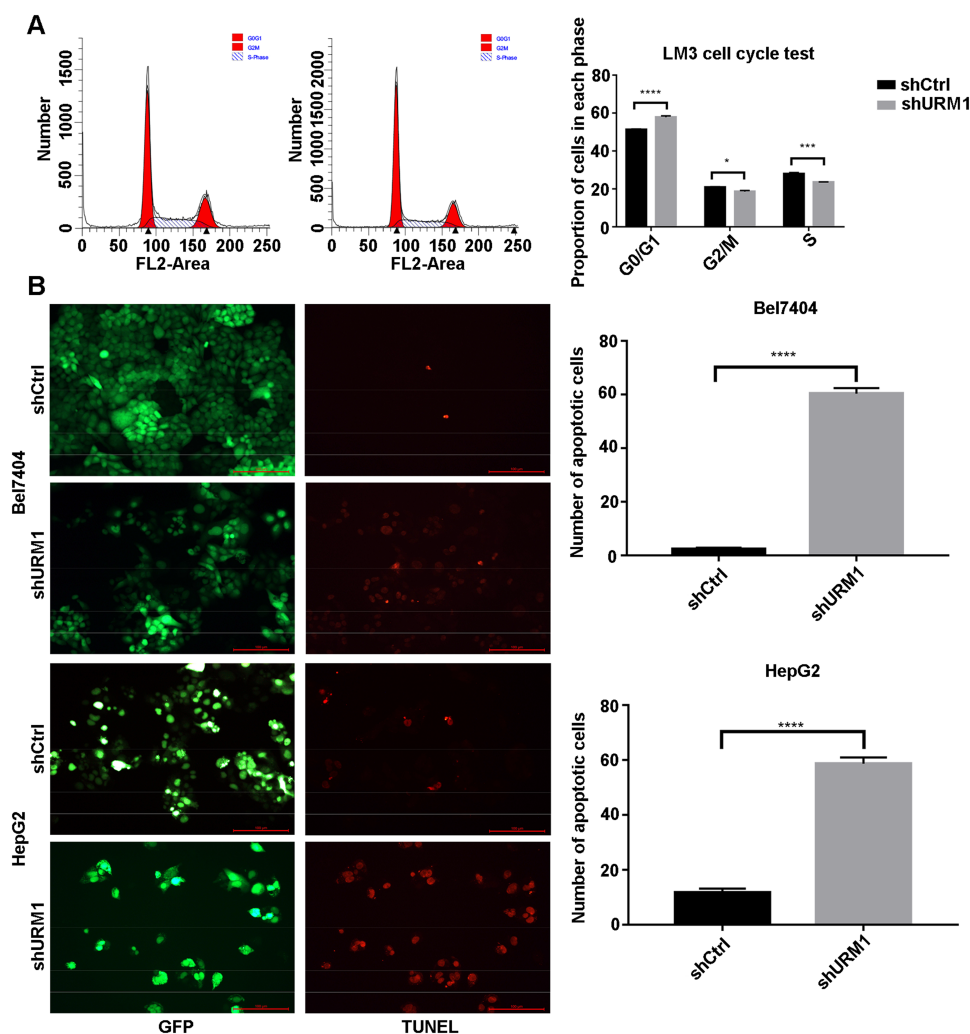 A
G0G1
G2M
S-Phase
Number
0 500 1000 1500
0 50 100 150 200 250
FL2-Area
G0G1
G2M
S-Phase
Number
0 500 1000 1500 2000
0 50 100 150 200 250
FL2-Area
LM3 cell cycle test
Proportion of cells in each phase
80
60
40
20
0
****
*
***
G0/G1
G2/M
S
shCtrl
shURM1
B
Bel7404
shCtrl
shURM1
HepG2
shCtrl
shURM1
GFP
TUNEL
Bel7404
Number of apoptotic cells
80
60
40
20
0
****
shCtrl
shURM1
HepG2
Number of apoptotic cells
80
60
40
20
0
****
shCtrl
shURM1